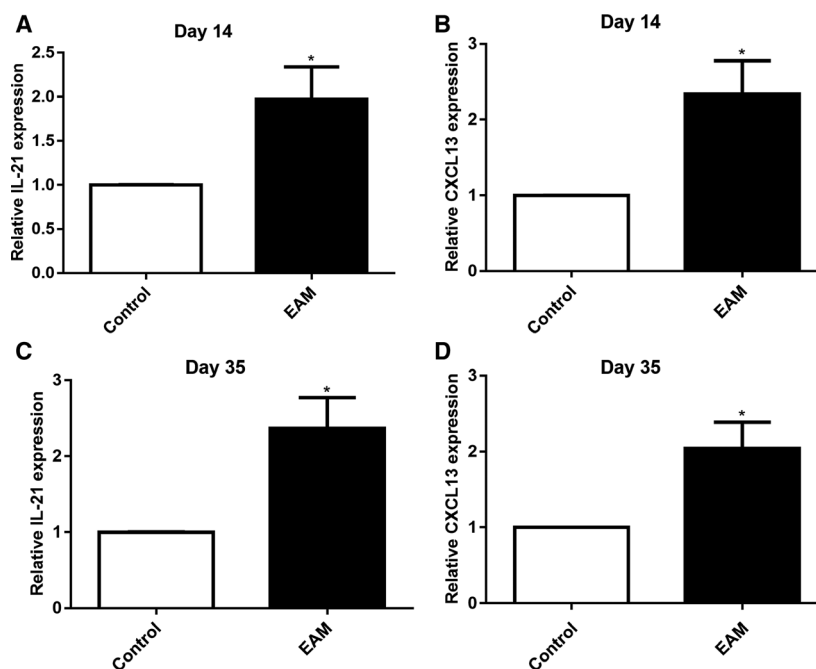 A
Day 14
Relative IL-21 expression
2.5
2.0
1.5
1.0
0.5
0.0
*
Control
EAM
B
Day 14
Relative CXCL13 expression
3
2
1
0
*
Control
EAM
C
Day 35
Relative IL-21 expression
3
2
1
0
*
Control
EAM
D
Day 35
Relative CXCL13 expression
3
2
1
0
*
Control
EAM